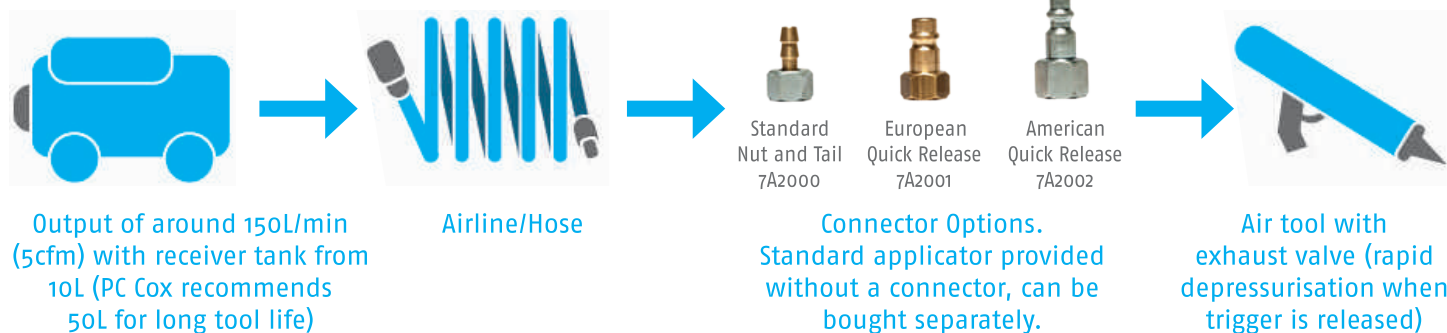 Standard
Nut and Tail
7A2000
European
Quick Release
7A2001
American
Quick Release
7A2002
Output of around 150L/min
(5cfm) with receiver tank from
10L (PC Cox recommends
50L for long tool life)
Airline/Hose
Connector Options.
Standard applicator provided
without a connector, can be
bought separately.
Air tool with
exhaust valve (rapid
depressurisation when
trigger is released)